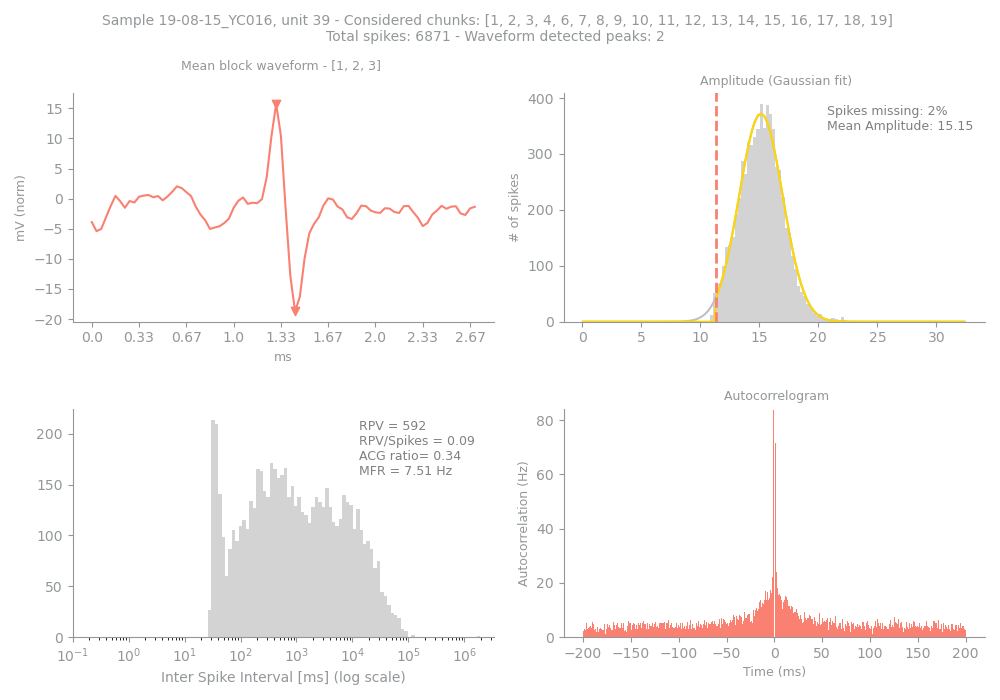 Sample 19-08-15_YC016, unit 39 - Considered chunks: [1, 2, 3, 4, 6, 7, 8, 9, 10, 11, 12, 13, 14, 15, 16, 17, 18, 19]
Total spikes: 6871 - Waveform detected peaks: 2
Mean block waveform - [1, 2, 3]
mV (norm)
15
10
5
0
−5
−10
−15
−20
0.0 0.33 0.67 1.0 1.33 1.67 2.0 2.33 2.67
ms
Amplitude (Gaussian fit)
Spikes missing: 2%
Mean Amplitude: 15.15
# of spikes
400
300
200
100
0
0 5 10 15 20 25 30
RPV = 592
RPV/Spikes = 0.09
ACG ratio= 0.34
MFR = 7.51 Hz
200
150
100
50
0
10⁻¹ 10⁰ 10¹ 10² 10³ 10⁴ 10⁵ 10⁶
Inter Spike Interval [ms] (log scale)
Autocorrelogram
Autocorrelation (Hz)
80
60
40
20
0
−200 −150 −100 −50 0 50 100 150 200
Time (ms)